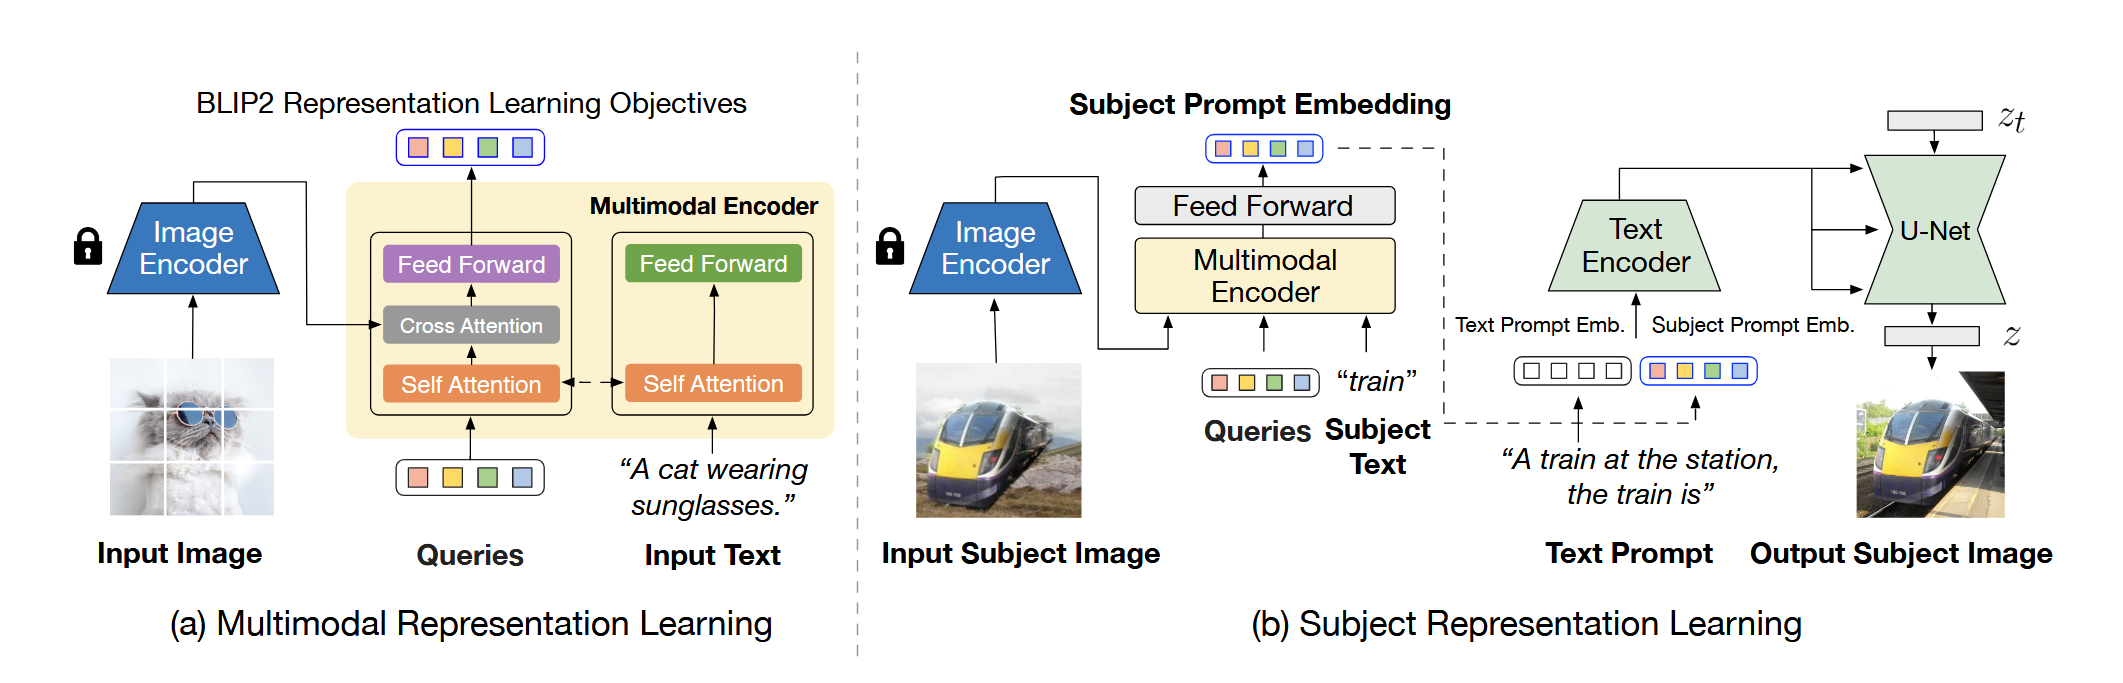 BLIP2 Representation Learning Objectives
Multimodal Encoder
Image
Encoder
Feed Forward
Cross Attention
Self Attention
Feed Forward
Self Attention
"A cat wearing
sunglasses."
Input Image
Queries
Input Text
(a) Multimodal Representation Learning
Subject Prompt Embedding
Image
Encoder
Feed Forward
Multimodal
Encoder
Queries
"train"
Subject
Text
Input Subject Image
z_t
Text
Encoder
U-Net
Text Prompt Emb.
Subject Prompt Emb.
z
"A train at the station,
the train is"
Text Prompt
Output Subject Image
(b) Subject Representation Learning